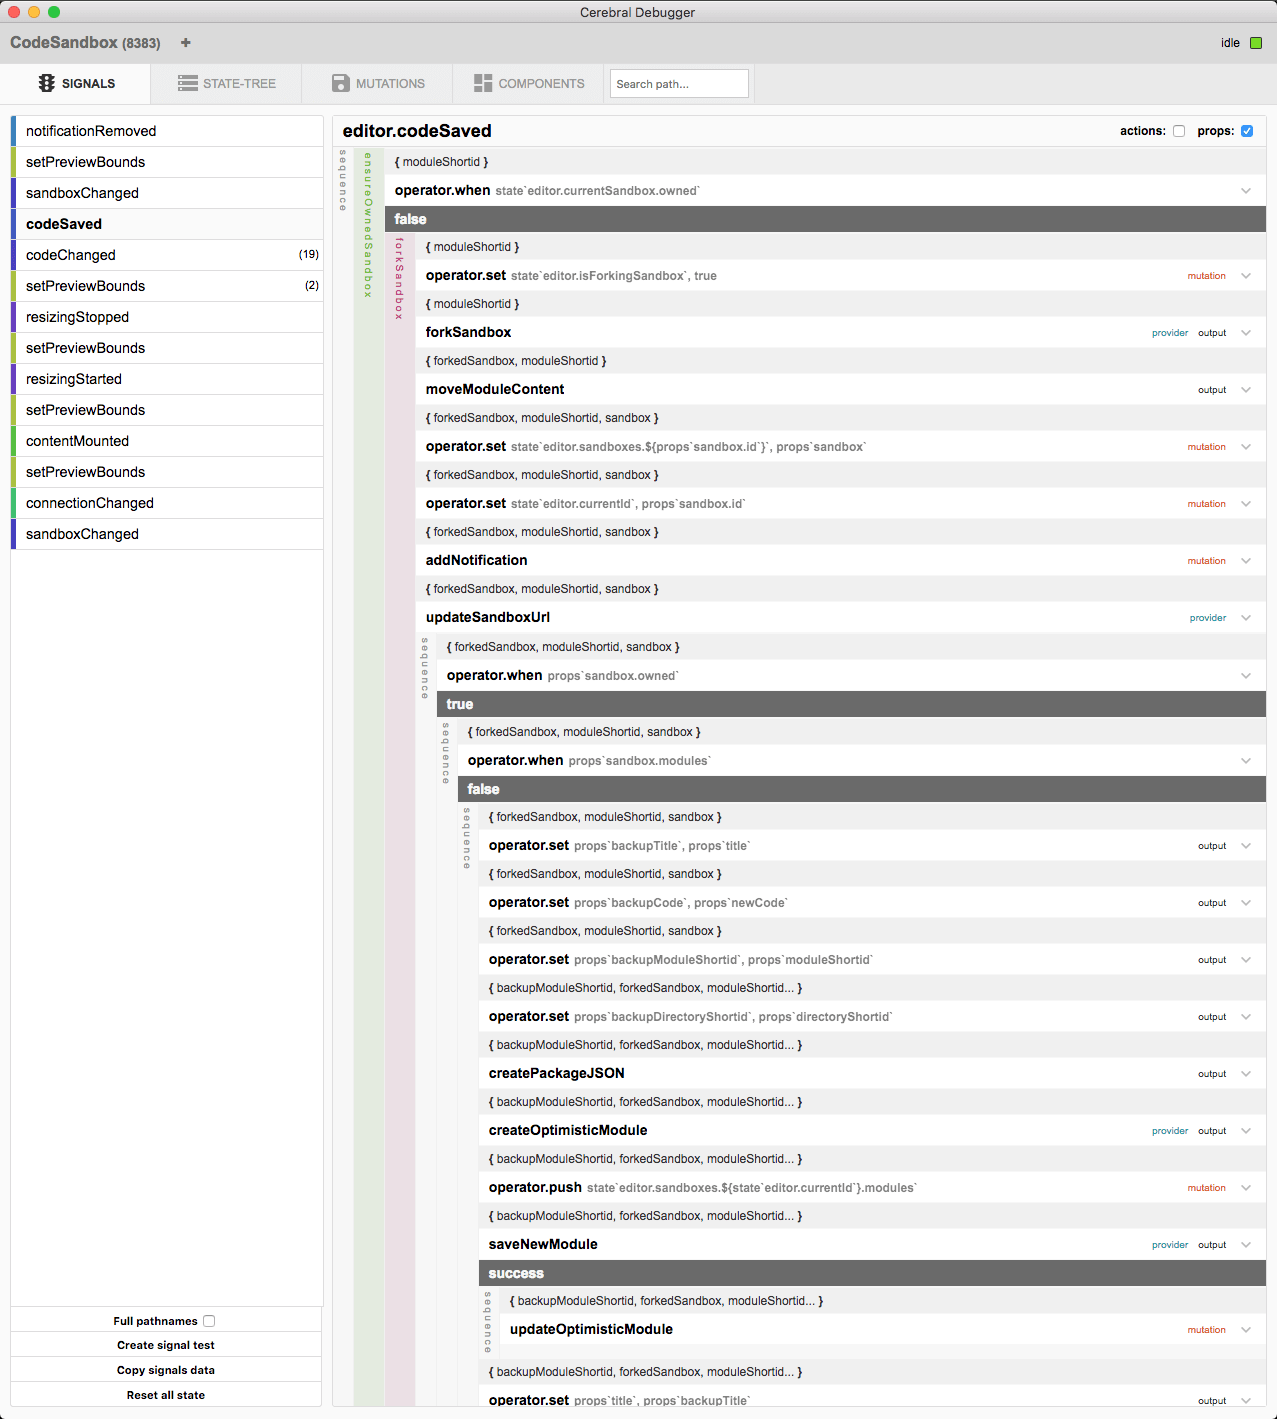 Cerebral Debugger
CodeSandbox (8383) +
idle
SIGNALS
STATE-TREE
MUTATIONS
COMPONENTS
Search path...
notificationRemoved
setPreviewBounds
sandboxChanged
codeSaved
codeChanged (19)
setPreviewBounds (2)
resizingStopped
setPreviewBounds
resizingStarted
setPreviewBounds
contentMounted
setPreviewBounds
connectionChanged
sandboxChanged
Full pathnames
Create signal test
Copy signals data
Reset all state
editor.codeSaved
actions: props:
sequence
ensureOwnedSandbox
{ moduleShortid }
operator.when state`editor.currentSandbox.owned`
false
forkSandbox
{ moduleShortid }
operator.set state`editor.isForkingSandbox`, true mutation
{ moduleShortid }
forkSandbox provider output
{ forkedSandbox, moduleShortid }
moveModuleContent output
{ forkedSandbox, moduleShortid, sandbox }
operator.set state`editor.sandboxes.${props`sandbox.id`}`, props`sandbox` mutation
{ forkedSandbox, moduleShortid, sandbox }
operator.set state`editor.currentId`, props`sandbox.id` mutation
{ forkedSandbox, moduleShortid, sandbox }
addNotification mutation
{ forkedSandbox, moduleShortid, sandbox }
updateSandboxUrl provider
sequence
{ forkedSandbox, moduleShortid, sandbox }
operator.when props`sandbox.owned`
true
sequence
{ forkedSandbox, moduleShortid, sandbox }
operator.when props`sandbox.modules`
false
sequence
{ forkedSandbox, moduleShortid, sandbox }
operator.set props`backupTitle`, props`title` output
{ forkedSandbox, moduleShortid, sandbox }
operator.set props`backupCode`, props`newCode` output
{ forkedSandbox, moduleShortid, sandbox }
operator.set props`backupModuleShortid`, props`moduleShortid` output
{ backupModuleShortid, forkedSandbox, moduleShortid... }
operator.set props`backupDirectoryShortid`, props`directoryShortid` output
{ backupModuleShortid, forkedSandbox, moduleShortid... }
createPackageJSON output
{ backupModuleShortid, forkedSandbox, moduleShortid... }
createOptimisticModule provider output
{ backupModuleShortid, forkedSandbox, moduleShortid... }
operator.push state`editor.sandboxes.${state`editor.currentId`}.modules` mutation
{ backupModuleShortid, forkedSandbox, moduleShortid... }
saveNewModule provider output
success
sequence
{ backupModuleShortid, forkedSandbox, moduleShortid... }
updateOptimisticModule mutation
{ backupModuleShortid, forkedSandbox, moduleShortid... }
operator.set props`title`, props`backupTitle` output